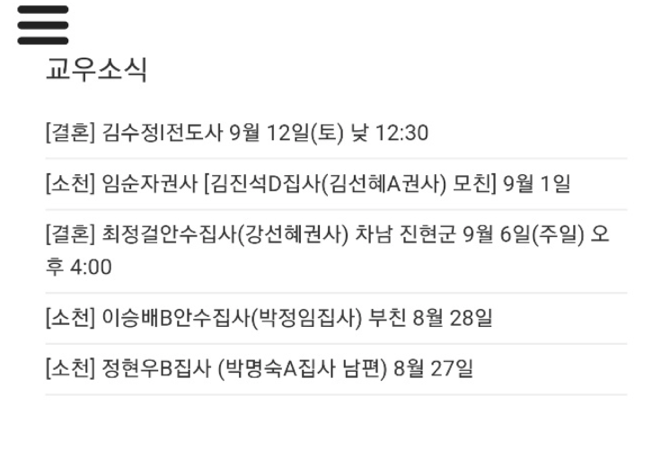 교우소식
[결혼] 김수정I전도사 9월 12일(토) 낮 12:30
[소천] 임순자권사 [김진석D집사(김선혜A권사) 모친] 9월 1일
[결혼] 최정걸안수집사(강선혜권사) 차남 진현군 9월 6일(주일) 오
후 4:00
[소천] 이승배B안수집사(박정임집사) 부친 8월 28일
[소천] 정현우B집사 (박명숙A집사 남편) 8월 27일